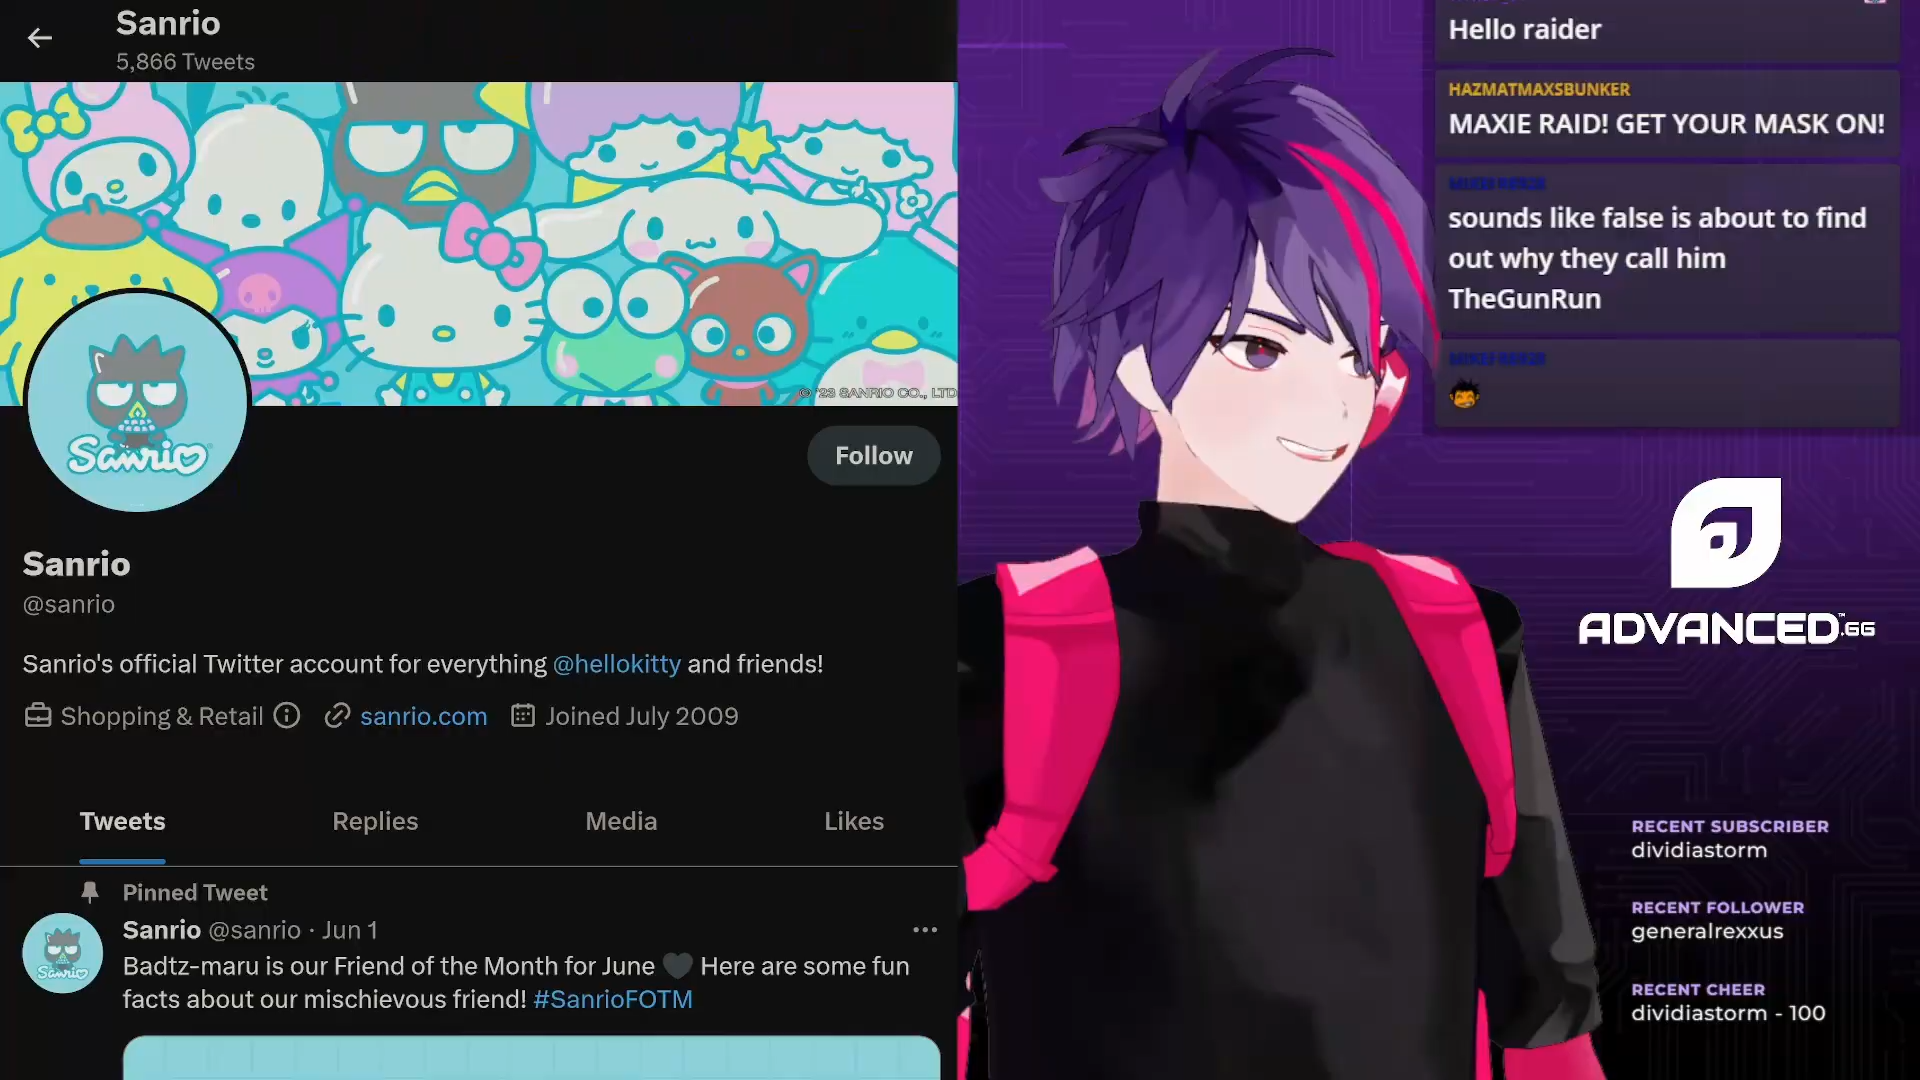 Sanrio
5,866 Tweets
© '23 SANRIO CO., LTD
Sanrio
Follow
Sanrio
@sanrio
Sanrio's official Twitter account for everything @hellokitty and friends!
Shopping & Retail
sanrio.com
Joined July 2009
Tweets
Replies
Media
Likes
Pinned Tweet
Sanrio @sanrio · Jun 1
Badtz-maru is our Friend of the Month for June 🖤 Here are some fun
facts about our mischievous friend! #SanrioFOTM
Sanrio
Hello raider
HAZMATMAXSBUNKER
MAXIE RAID! GET YOUR MASK ON!
sounds like false is about to find
out why they call him
TheGunRun
ADVANCED™.GG
RECENT SUBSCRIBER
dividiastorm
RECENT FOLLOWER
generalrexxus
RECENT CHEER
dividiastorm - 100